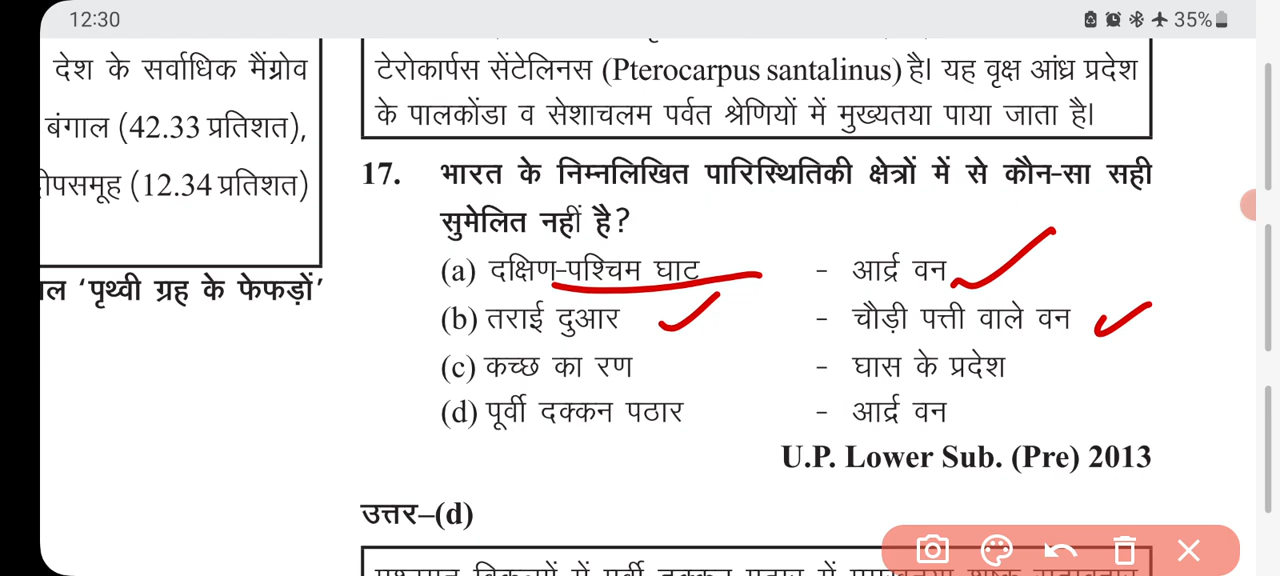 12:30
35%
देश के सर्वाधिक मैंग्रोव
बंगाल (42.33 प्रतिशत),
ोपसमूह (12.34 प्रतिशत)
ाल ‘पृथ्वी ग्रह के फेफड़ों’
टेरोकार्पस सेंटेलिनस (Pterocarpus santalinus) है। यह वृक्ष आंध्र प्रदेश
के पालकोंडा व सेशाचलम पर्वत श्रेणियों में मुख्यतया पाया जाता है।
17. भारत के निम्नलिखित पारिस्थितिकी क्षेत्रों में से कौन-सा सही
सुमेलित नहीं है?
(a) दक्षिण-पश्चिम घाट - आर्द्र वन
(b) तराई दुआर - चौड़ी पत्ती वाले वन
(c) कच्छ का रण - घास के प्रदेश
(d) पूर्वी दक्कन पठार - आर्द्र वन
U.P. Lower Sub. (Pre) 2013
उत्तर–(d)